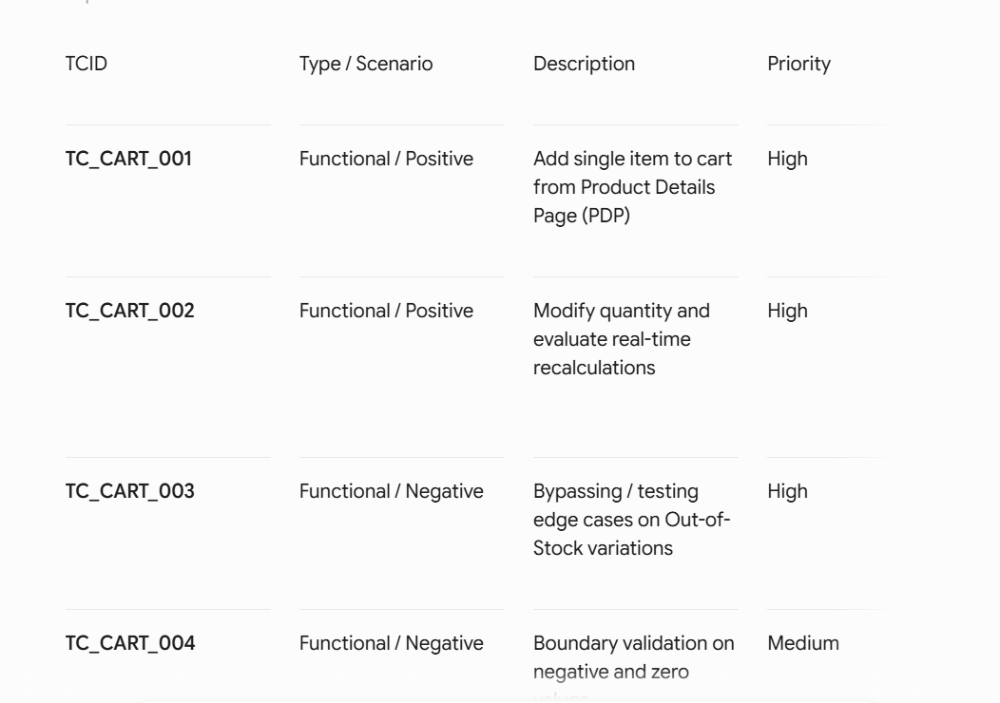 TCID
Type / Scenario
Description
Priority
TC_CART_001
Functional / Positive
Add single item to cart
from Product Details
Page (PDP)
High
TC_CART_002
Functional / Positive
Modify quantity and
evaluate real-time
recalculations
High
TC_CART_003
Functional / Negative
Bypassing / testing
edge cases on Out-of-
Stock variations
High
TC_CART_004
Functional / Negative
Boundary validation on
negative and zero
Medium